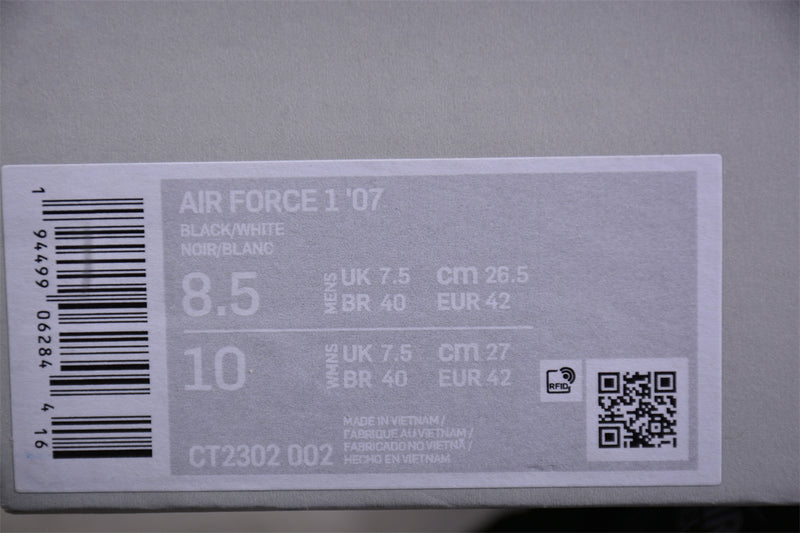 AIR FORCE 1 '07
BLACK/WHITE
NOIR/BLANC
8.5 MENS UK 7.5 cm 26.5
BR 40 EUR 42
10 WMNS UK 7.5 cm 27
BR 40 EUR 42
CT2302 002
MADE IN VIETNAM /
FABRIQUE AU VIETNAM /
FABRICADO NO VIETNÃ /
HECHO EN VIETNAM
RFID
1 94499 06284 4 16